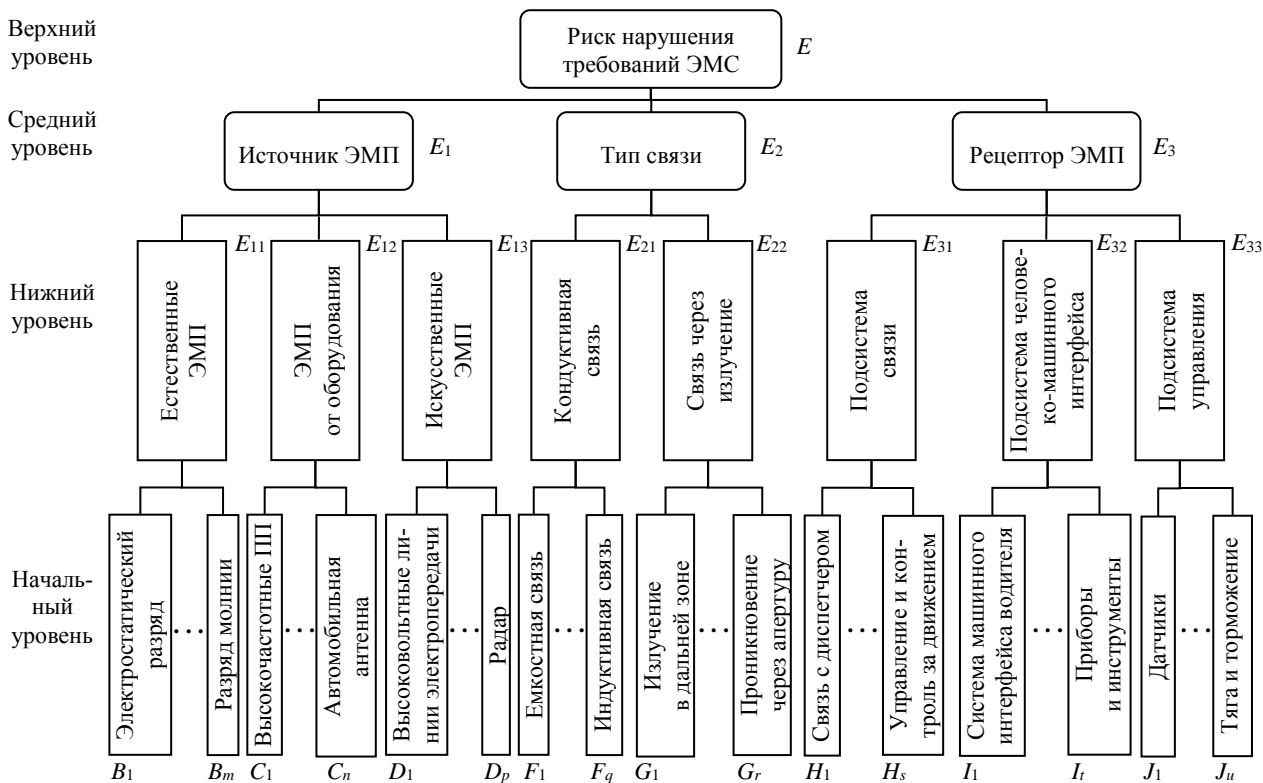 Верхний
уровень
Риск нарушения
требований ЭМС
E
Средний
уровень
Источник ЭМП
E1
Тип связи
E2
Рецептор ЭМП
E3
Нижний
уровень
Естественные
ЭМП
E11
ЭМП
от оборудования
E12
Искусственные
ЭМП
E13
Кондуктивная
связь
E21
Связь через
излучение
E22
Подсистема
связи
E31
Подсистема челове-
ко-машинного
интерфейса
E32
Подсистема
управления
E33
Началь-
ный
уровень
Электростатический
разряд
...
Разряд молнии
Высокочастотные ПП
...
Автомобильная
антенна
Высоковольтные ли-
нии электропередачи
...
Радар
Емкостная связь
...
Индуктивная связь
Излучение
в дальней зоне
...
Проникновение
через апертуру
Связь с диспетчером
...
Управление и кон-
троль за движением
Система машинного
интерфейса водителя
...
Приборы
и инструменты
Датчики
...
Тяга и торможение
B1 Bm C1 Cn D1 Dp F1 Fq G1 Gr H1 Hs I1 It J1 Ju